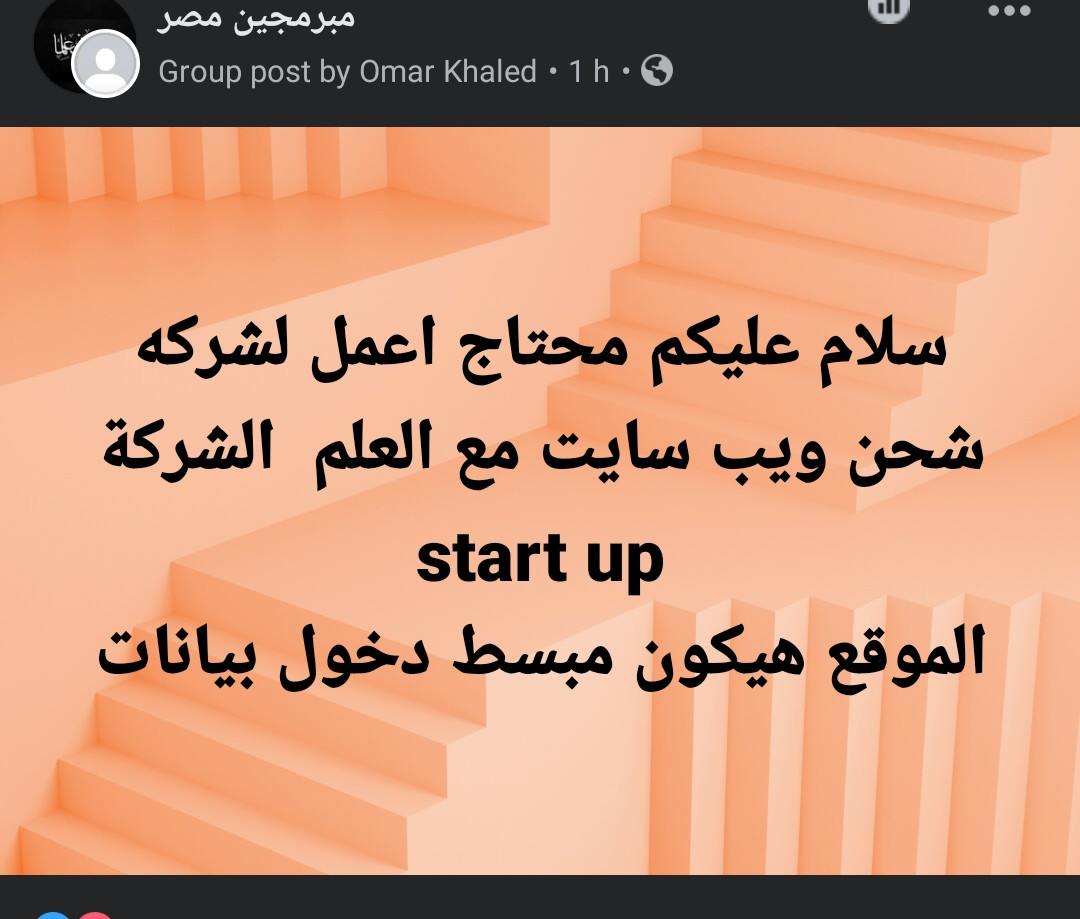 مبرمجين مصر
Group post by Omar Khaled • 1 h •
سلام عليكم محتاج اعمل لشركه
شحن ويب سايت مع العلم الشركة
start up
الموقع هيكون مبسط دخول بيانات